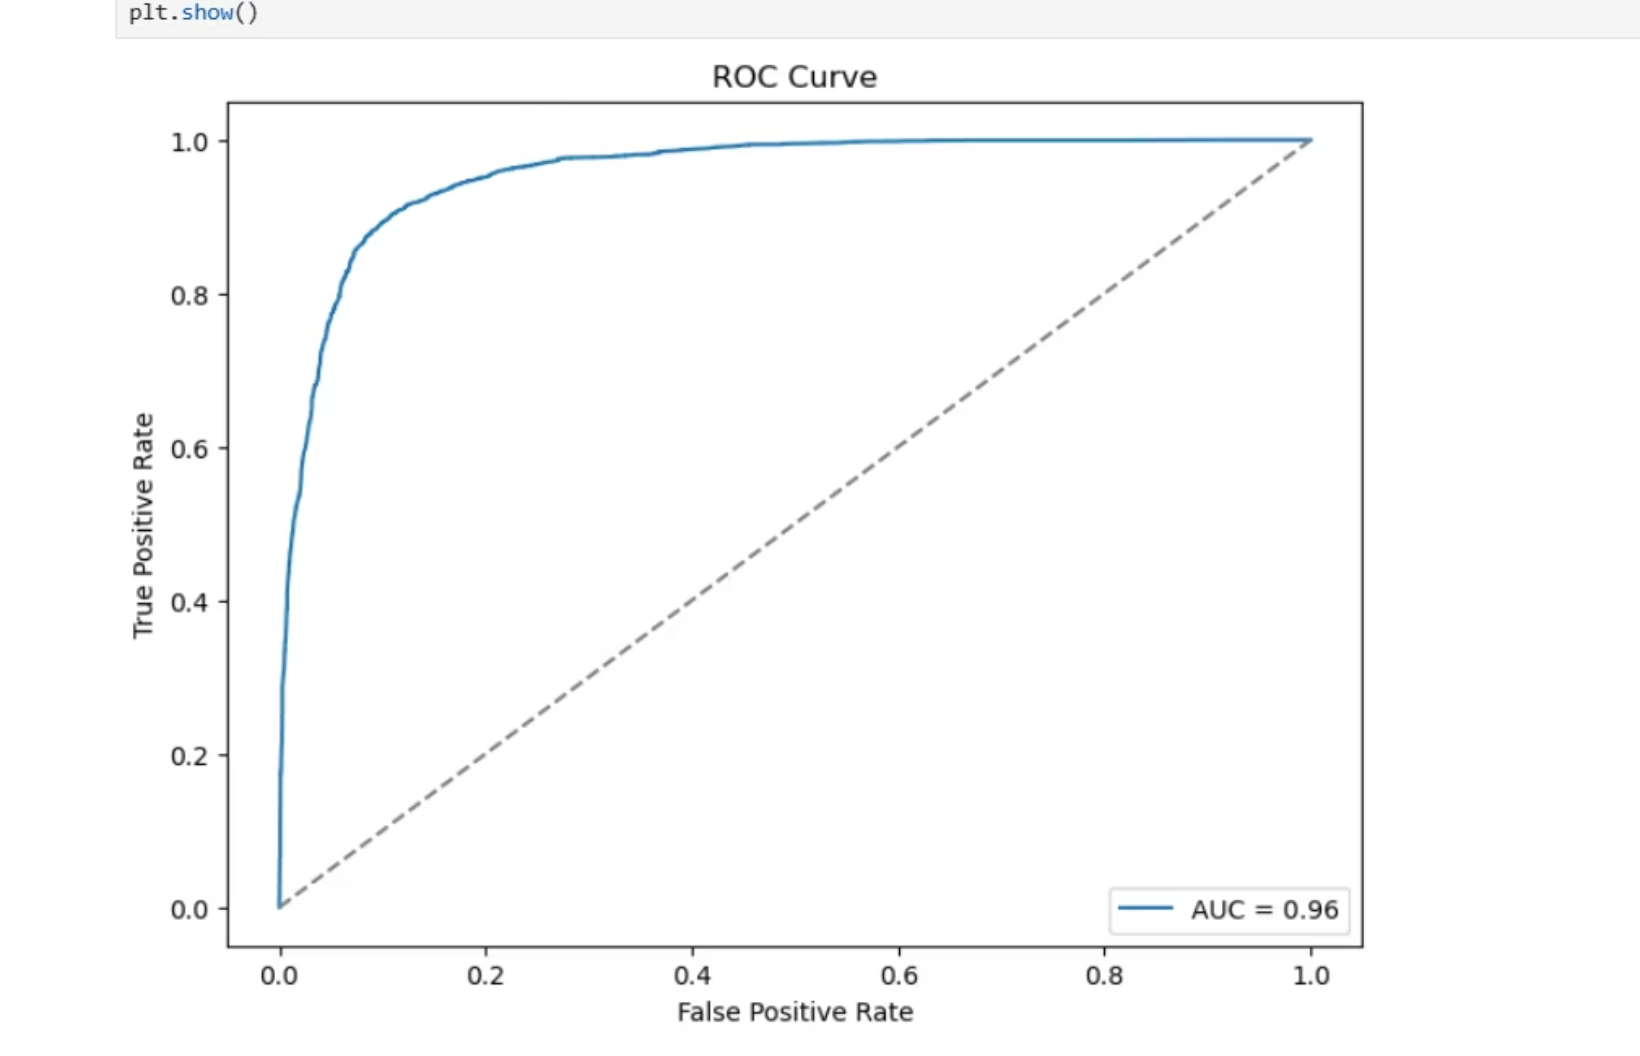 plt.show()
ROC Curve
1.0
0.8
0.6
0.4
0.2
0.0
True Positive Rate
AUC = 0.96
0.0 0.2 0.4 0.6 0.8 1.0
False Positive Rate